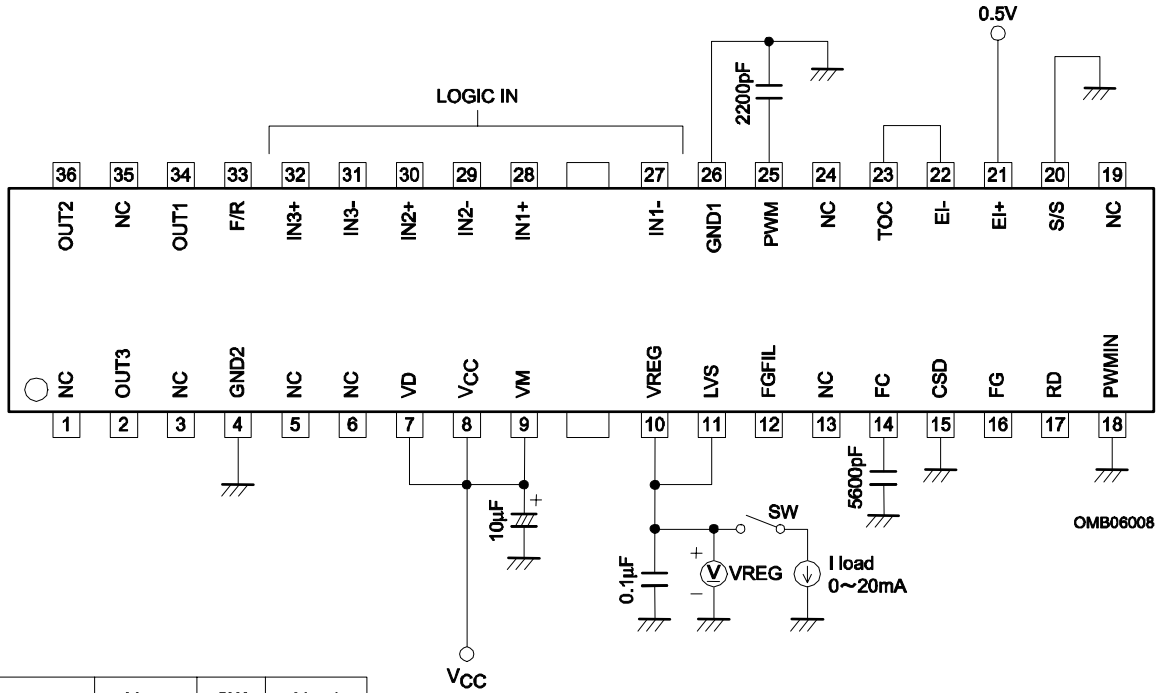 0.5V
LOGIC IN
2200pF
36 35 34 33 32 31 30 29 28 27 26 25 24 23 22 21 20 19
OUT2 NC OUT1 F/R IN3+ IN3- IN2+ IN2- IN1+ IN1- GND1 PWM NC TOC EI- EI+ S/S NC
NC OUT3 NC GND2 NC NC VD VCC VM VREG LVS FGFIL NC FC CSD FG RD PWMIN
1 2 3 4 5 6 7 8 9 10 11 12 13 14 15 16 17 18
10μF
+
5600pF
OMB06008
SW
0.1μF
+
V
−
VREG
I load
0～20mA
VCC